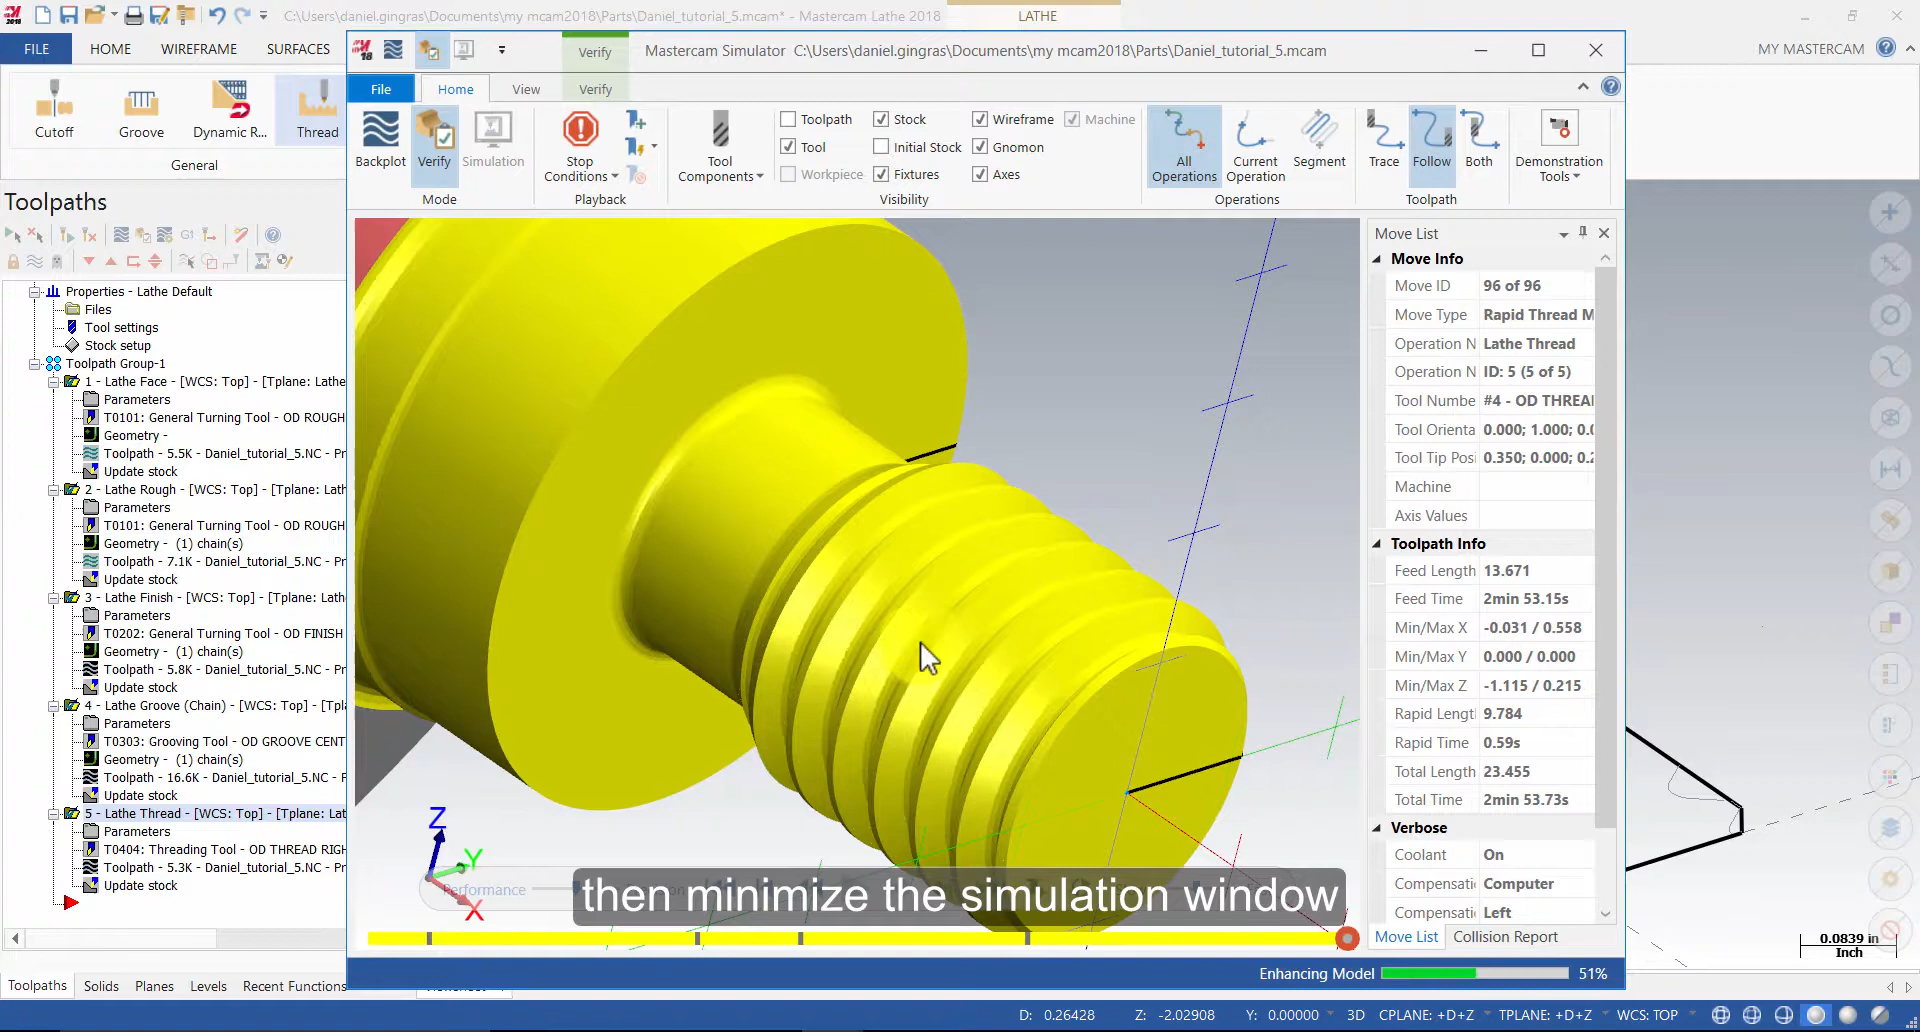 C:\Users\daniel.gingras\Documents\my mcam2018\Parts\Daniel_tutorial_5.mcam* - Mastercam Lathe 2018
LATHE
FILE HOME WIREFRAME SURFACES
MY MASTERCAM
Mastercam Simulator C:\Users\daniel.gingras\Documents\my mcam2018\Parts\Daniel_tutorial_5.mcam
Verify
File Home View Verify
Cutoff Groove Dynamic R... Thread
General
Backplot Verify Simulation
Mode
Stop Conditions
Playback
Tool Components
Toolpath Stock Wireframe Machine
Tool Initial Stock Gnomon
Workpiece Fixtures Axes
Visibility
All Operations Current Operation Segment
Operations
Trace Follow Both
Toolpath
Demonstration Tools
Toolpaths
G1
Properties - Lathe Default
Files
Tool settings
Stock setup
Toolpath Group-1
1 - Lathe Face - [WCS: Top] - [Tplane: Lathe
Parameters
T0101: General Turning Tool - OD ROUGH
Geometry -
Toolpath - 5.5K - Daniel_tutorial_5.NC - Pr
Update stock
2 - Lathe Rough - [WCS: Top] - [Tplane: Lath
Parameters
T0101: General Turning Tool - OD ROUGH
Geometry - (1) chain(s)
Toolpath - 7.1K - Daniel_tutorial_5.NC - Pr
Update stock
3 - Lathe Finish - [WCS: Top] - [Tplane: Lath
Parameters
T0202: General Turning Tool - OD FINISH
Geometry - (1) chain(s)
Toolpath - 5.8K - Daniel_tutorial_5.NC - Pr
Update stock
4 - Lathe Groove (Chain) - [WCS: Top] - [Tpl
Parameters
T0303: Grooving Tool - OD GROOVE CENT
Geometry - (1) chain(s)
Toolpath - 16.6K - Daniel_tutorial_5.NC - P
Update stock
5 - Lathe Thread - [WCS: Top] - [Tplane: Lat
Parameters
T0404: Threading Tool - OD THREAD RIGH
Toolpath - 5.3K - Daniel_tutorial_5.NC - Pr
Update stock
Toolpaths Solids Planes Levels Recent Functions
Z
Y
X
Performance
then minimize the simulation window
Move List
Move Info
Move ID 96 of 96
Move Type Rapid Thread M
Operation N Lathe Thread
Operation N ID: 5 (5 of 5)
Tool Numbe #4 - OD THREA
Tool Orienta 0.000; 1.000; 0.0
Tool Tip Posi 0.350; 0.000; 0.2
Machine
Axis Values
Toolpath Info
Feed Length 13.671
Feed Time 2min 53.15s
Min/Max X -0.031 / 0.558
Min/Max Y 0.000 / 0.000
Min/Max Z -1.115 / 0.215
Rapid Lengt 9.784
Rapid Time 0.59s
Total Length 23.455
Total Time 2min 53.73s
Verbose
Coolant On
Compensati Computer
Compensati Left
Move List Collision Report
Enhancing Model 51%
0.0839 in
Inch
D: 0.26428 Z: -2.02908 Y: 0.00000 3D CPLANE: +D+Z TPLANE: +D+Z WCS: TOP